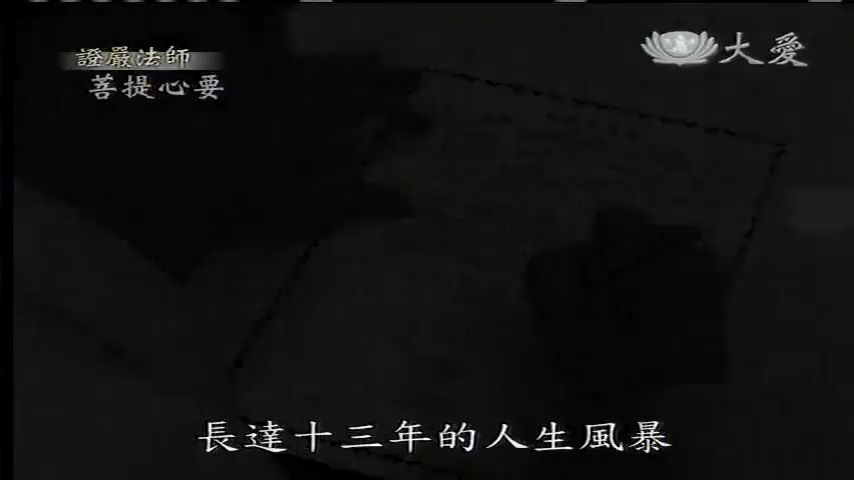 證嚴法師
菩提心要
大愛
長達十三年的人生風暴